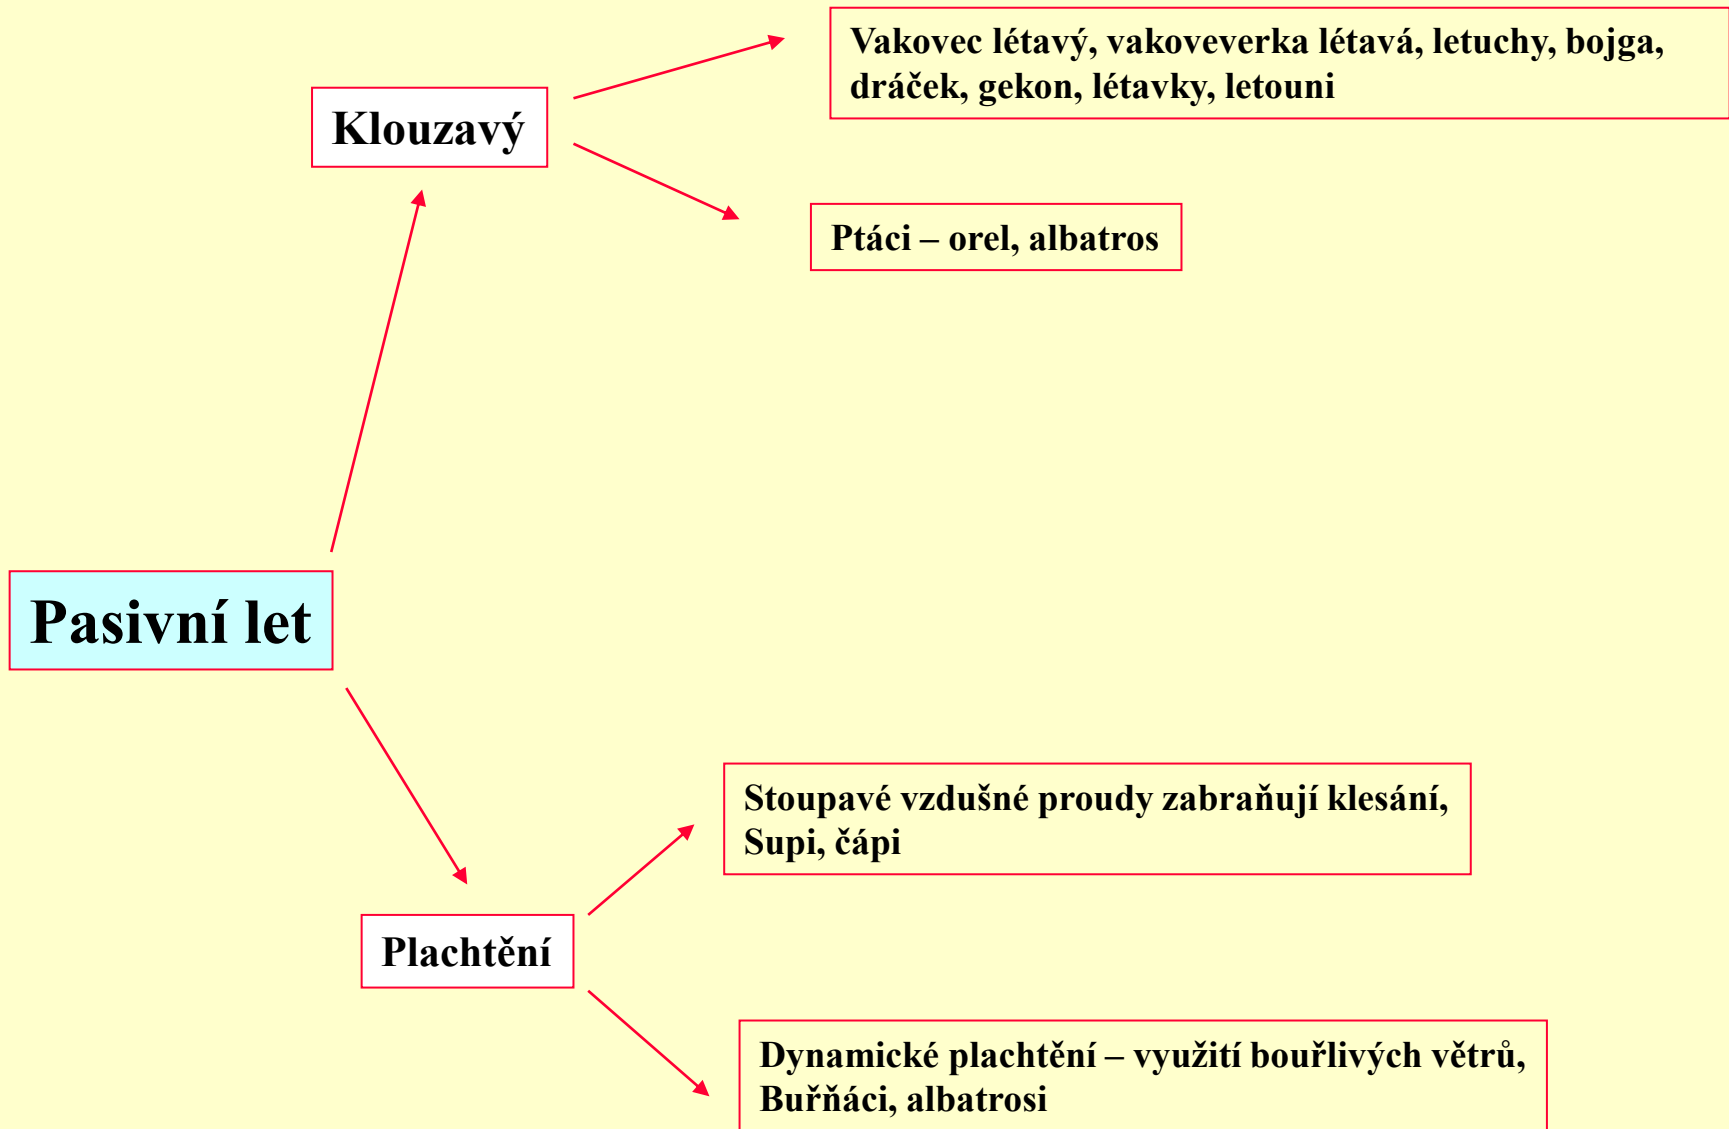 Vakovec létavý, vakoveverka létavá, letuchy, bojga,
dráček, gekon, létavky, letouni
Klouzavý
Ptáci – orel, albatros
Pasivní let
Stoupavé vzdušné proudy zabraňují klesání,
Supi, čápi
Plachtění
Dynamické plachtění – využití bouřlivých větrů,
Buřňáci, albatrosi